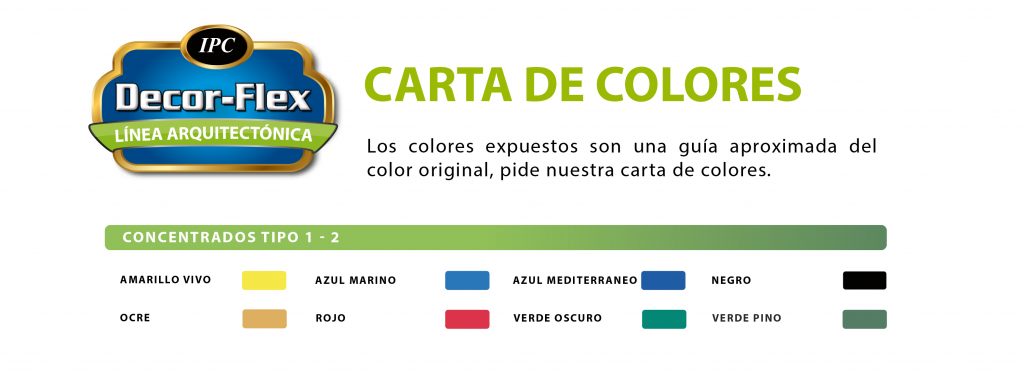 IPC
Decor-Flex
LÍNEA ARQUITECTÓNICA
CARTA DE COLORES
Los colores expuestos son una guía aproximada del
color original, pide nuestra carta de colores.
CONCENTRADOS TIPO 1 - 2
AMARILLO VIVO AZUL MARINO AZUL MEDITERRANEO NEGRO
OCRE ROJO VERDE OSCURO VERDE PINO